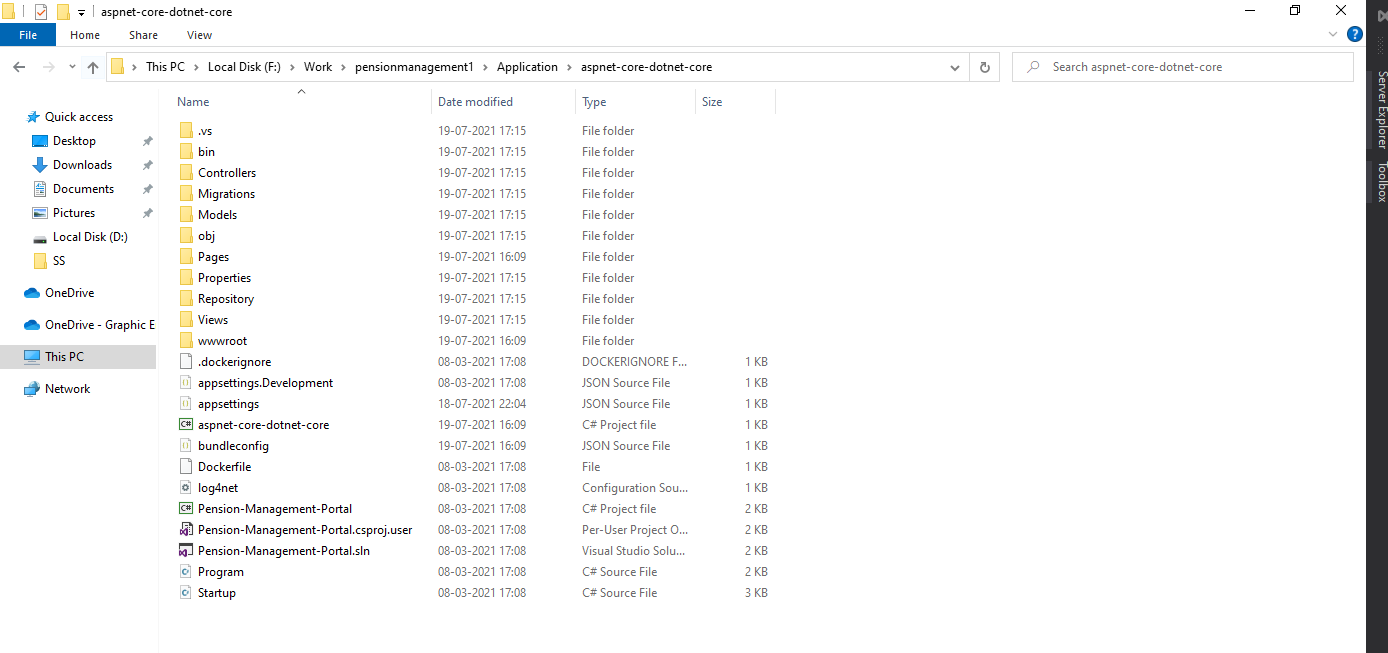 aspnet-core-dotnet-core
File Home Share View
This PC > Local Disk (F:) > Work > pensionmanagement1 > Application > aspnet-core-dotnet-core
Search aspnet-core-dotnet-core
Quick access
Desktop
Downloads
Documents
Pictures
Local Disk (D:)
SS
OneDrive
OneDrive - Graphic E
This PC
Network
Name Date modified Type Size
.vs 19-07-2021 17:15 File folder
bin 19-07-2021 17:15 File folder
Controllers 19-07-2021 17:15 File folder
Migrations 19-07-2021 17:15 File folder
Models 19-07-2021 17:15 File folder
obj 19-07-2021 17:15 File folder
Pages 19-07-2021 16:09 File folder
Properties 19-07-2021 17:15 File folder
Repository 19-07-2021 17:15 File folder
Views 19-07-2021 17:15 File folder
wwwroot 19-07-2021 16:09 File folder
.dockerignore 08-03-2021 17:08 DOCKERIGNORE F... 1 KB
appsettings.Development 08-03-2021 17:08 JSON Source File 1 KB
appsettings 18-07-2021 22:04 JSON Source File 1 KB
aspnet-core-dotnet-core 19-07-2021 16:09 C# Project file 1 KB
bundleconfig 19-07-2021 16:09 JSON Source File 1 KB
Dockerfile 08-03-2021 17:08 File 1 KB
log4net 08-03-2021 17:08 Configuration Sou... 1 KB
Pension-Management-Portal 08-03-2021 17:08 C# Project file 2 KB
Pension-Management-Portal.csproj.user 08-03-2021 17:08 Per-User Project O... 2 KB
Pension-Management-Portal.sln 08-03-2021 17:08 Visual Studio Solu... 2 KB
Program 08-03-2021 17:08 C# Source File 2 KB
Startup 08-03-2021 17:08 C# Source File 3 KB
Server Explorer
Toolbox